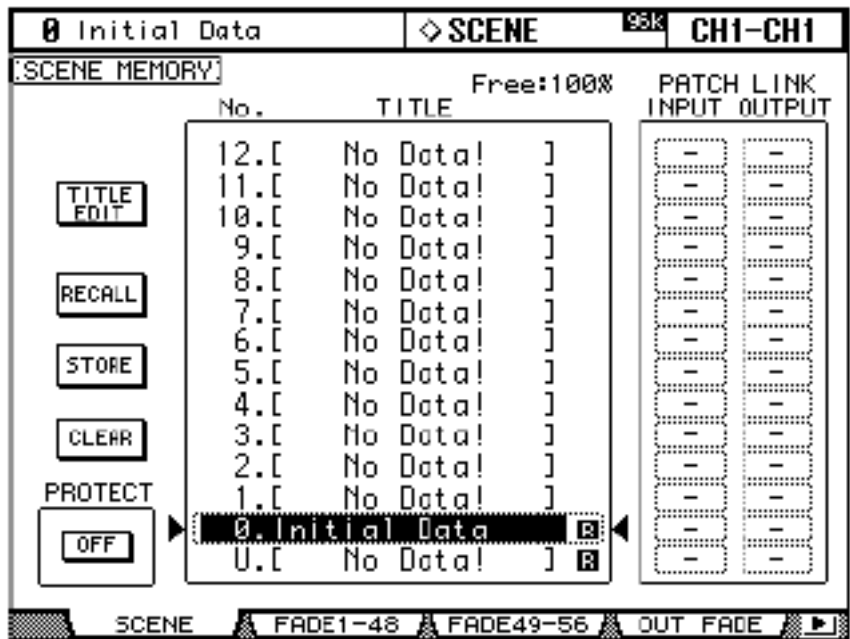 0 Initial Data ◇SCENE 96k CH1-CH1
SCENE MEMORY
Free:100% PATCH LINK
No. TITLE INPUT OUTPUT
12.[ No Data! ] - -
TITLE EDIT
11.[ No Data! ] - -
10.[ No Data! ] - -
9.[ No Data! ] - -
RECALL
8.[ No Data! ] - -
7.[ No Data! ] - -
6.[ No Data! ] - -
STORE
5.[ No Data! ] - -
4.[ No Data! ] - -
CLEAR
3.[ No Data! ] - -
2.[ No Data! ] - -
PROTECT
1.[ No Data! ] - -
OFF
0.Initial Data R - -
U.[ No Data! ] R - -
SCENE FADE1-48 FADE49-56 OUT FADE